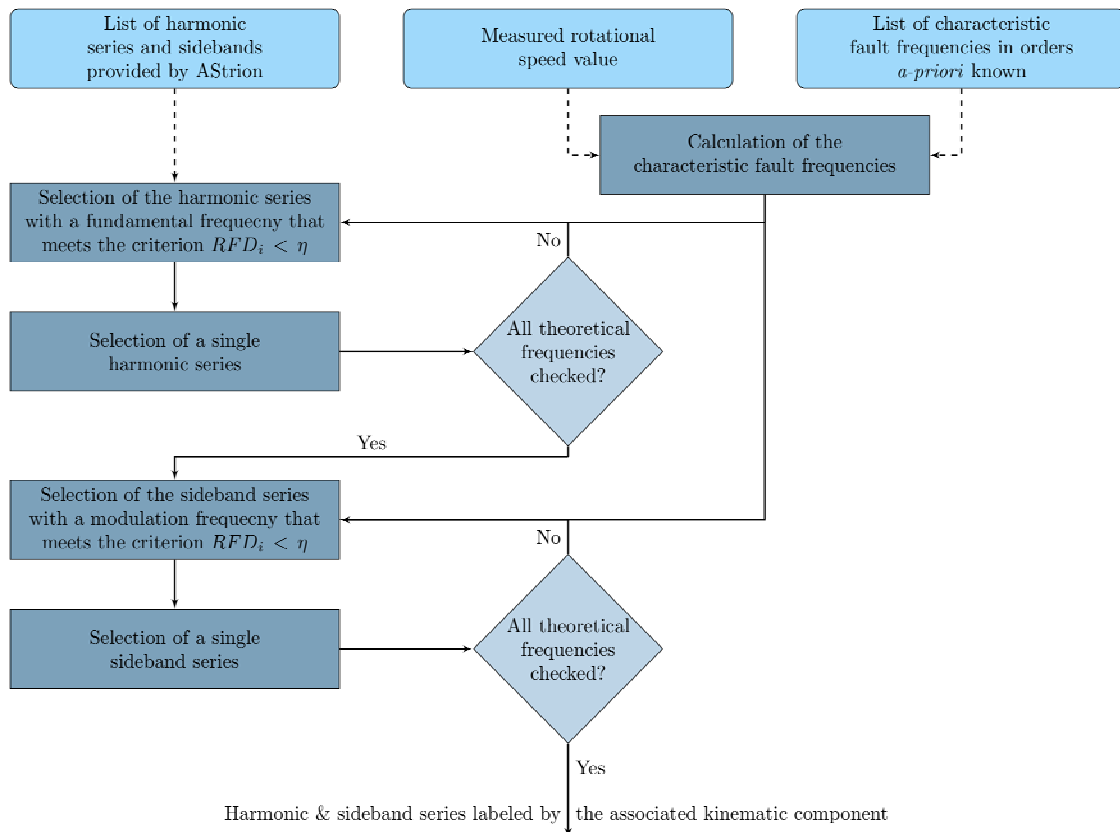 List of harmonic
series and sidebands
provided by AStrion
Measured rotational
speed value
List of characteristic
fault frequencies in orders
a-priori known
Calculation of the
characteristic fault frequencies
Selection of the harmonic series
with a fundamental frequecny that
meets the criterion RFD_i < η
No
Selection of a single
harmonic series
All theoretical
frequencies
checked?
Yes
Selection of the sideband series
with a modulation frequecny that
meets the criterion RFD_i < η
No
Selection of a single
sideband series
All theoretical
frequencies
checked?
Yes
Harmonic & sideband series labeled by the associated kinematic component